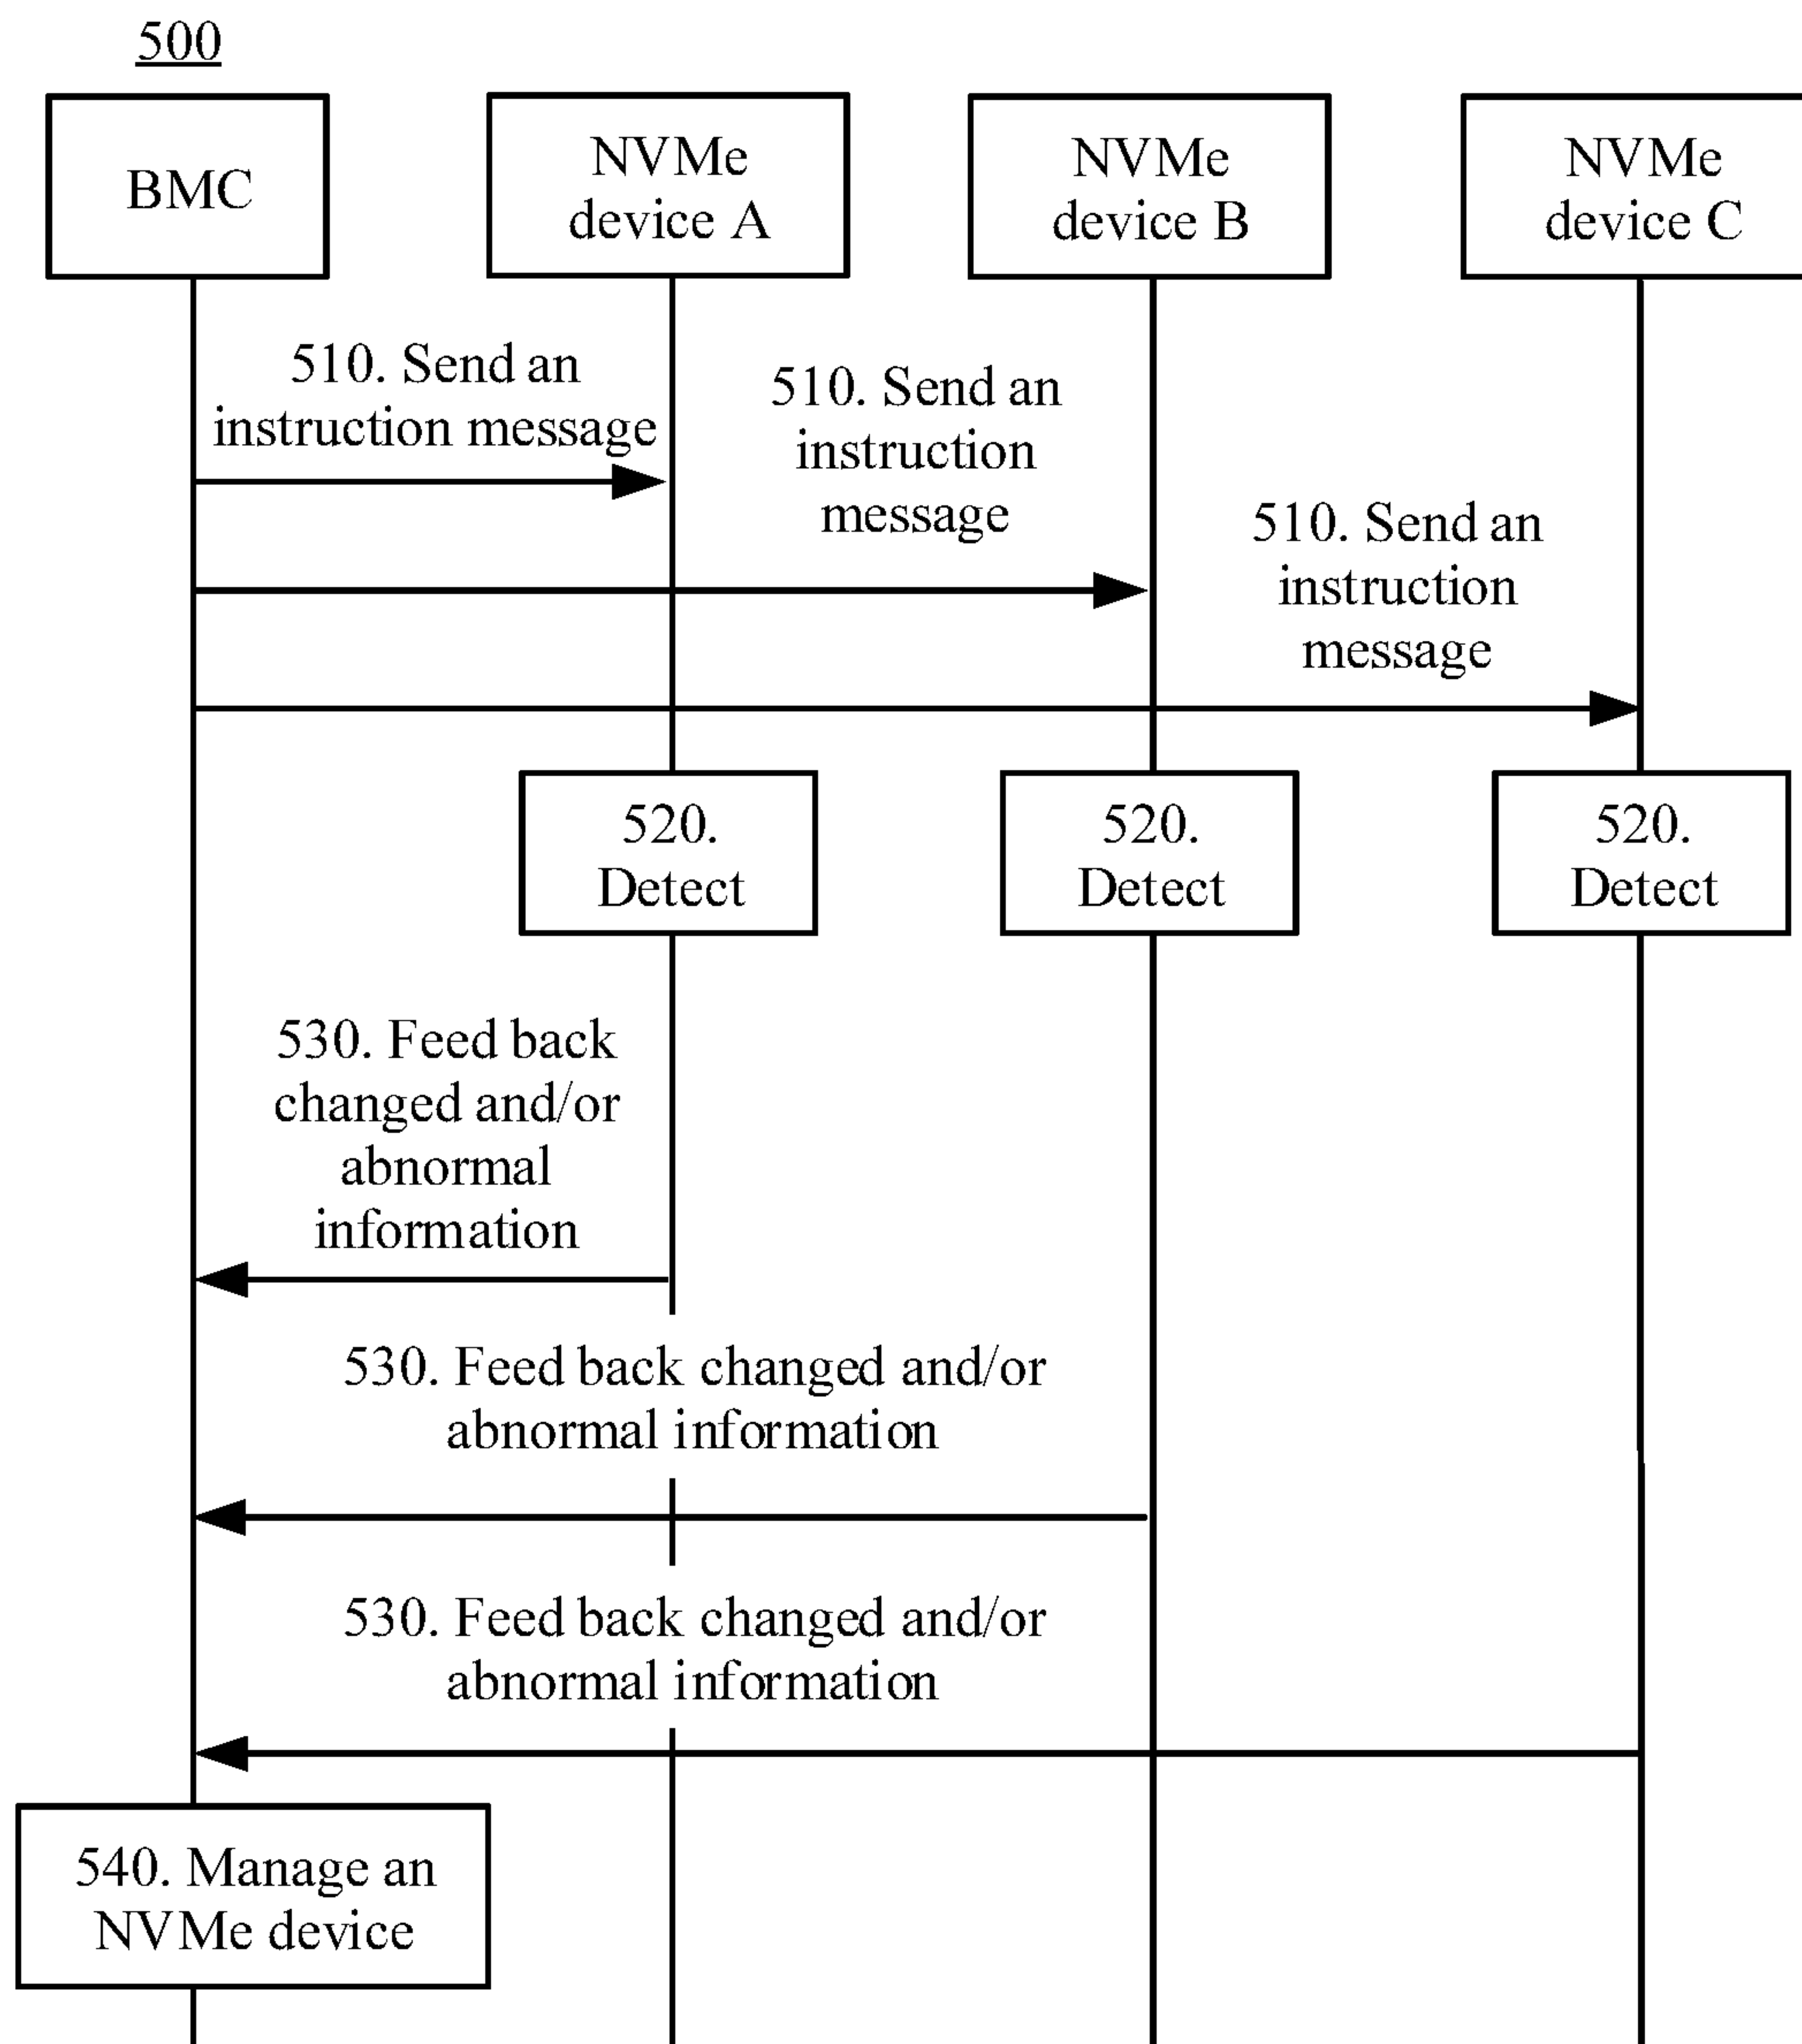 500
BMC
NVMe
device A
NVMe
device B
NVMe
device C
510. Send an
instruction message
510. Send an
instruction
message
510. Send an
instruction
message
520.
Detect
520.
Detect
520.
Detect
530. Feed back
changed and/or
abnormal
information
530. Feed back changed and/or
abnormal information
530. Feed back changed and/or
abnormal information
540. Manage an
NVMe device